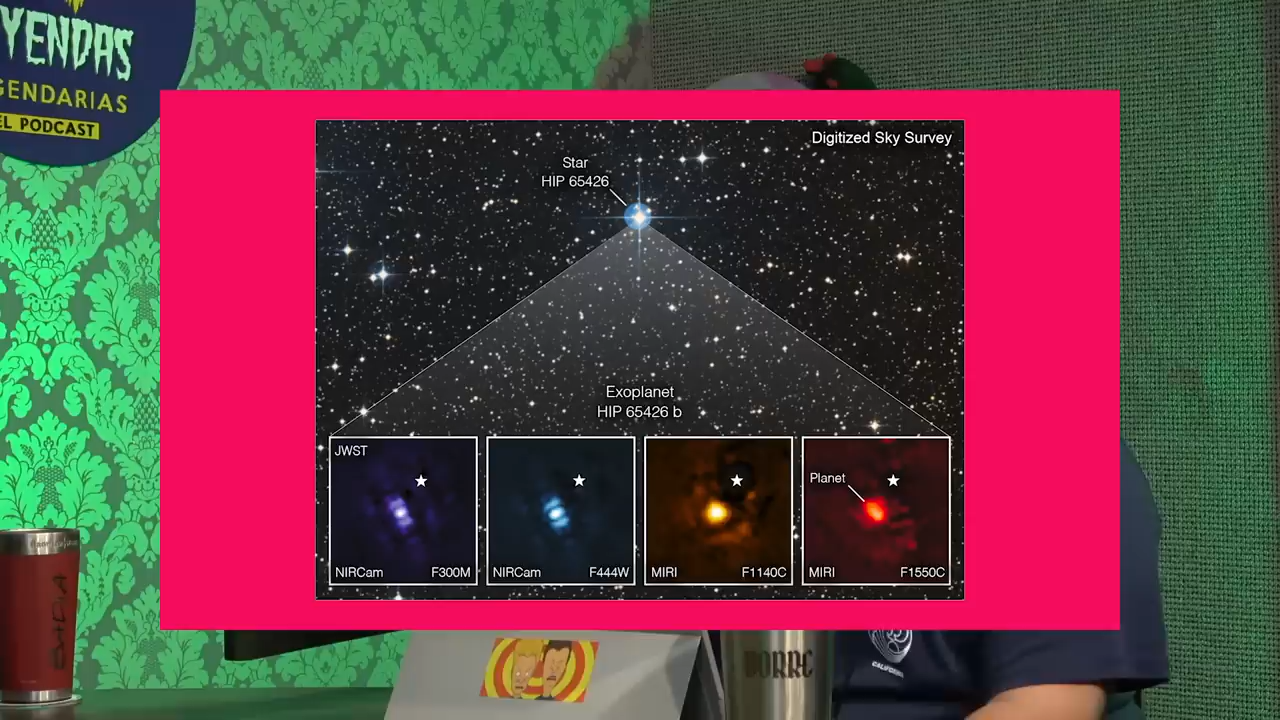 YENDAS
GENDARIAS
EL PODCAST
Digitized Sky Survey
Star
HIP 65426
Exoplanet
HIP 65426 b
JWST
NIRCam
F300M
NIRCam
F444W
MIRI
F1140C
Planet
MIRI
F1550C
BORRE